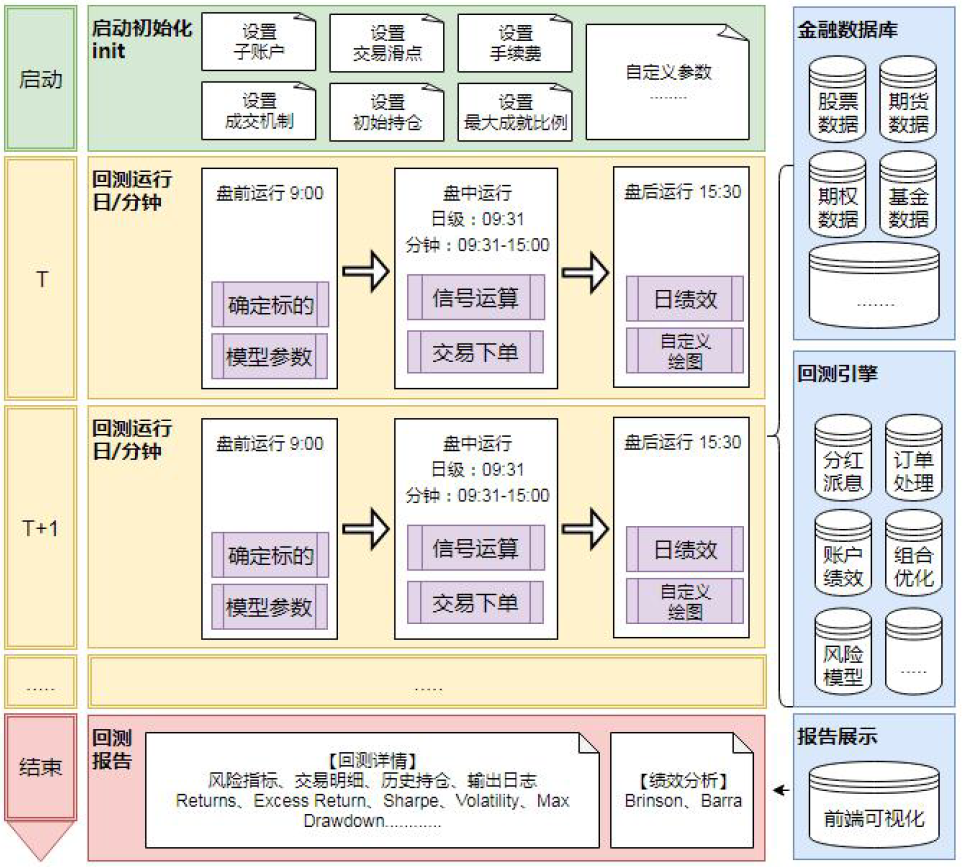 启动
启动初始化
init
设置
子账户
设置
交易滑点
设置
手续费
设置
成交机制
设置
初始持仓
设置
最大成就比例
自定义参数
........
T
回测运行
日/分钟
盘前运行 9:00
确定标的
模型参数
盘中运行
日级：09:31
分钟：09:31-15:00
信号运算
交易下单
盘后运行 15:30
日绩效
自定义
绘图
T+1
回测运行
日/分钟
盘前运行 9:00
确定标的
模型参数
盘中运行
日级：09:31
分钟：09:31-15:00
信号运算
交易下单
盘后运行 15:30
日绩效
自定义
绘图
.....
.....
结束
回测
报告
【回测详情】
风险指标、交易明细、历史持仓、输出日志
Returns、Excess Return、Sharpe、Volatility、Max
Drawdown............
【绩效分析】
Brinson、Barra
金融数据库
股票
数据
期货
数据
期权
数据
基金
数据
.......
回测引擎
分红
派息
订单
处理
账户
绩效
组合
优化
风险
模型
.....
报告展示
前端可视化